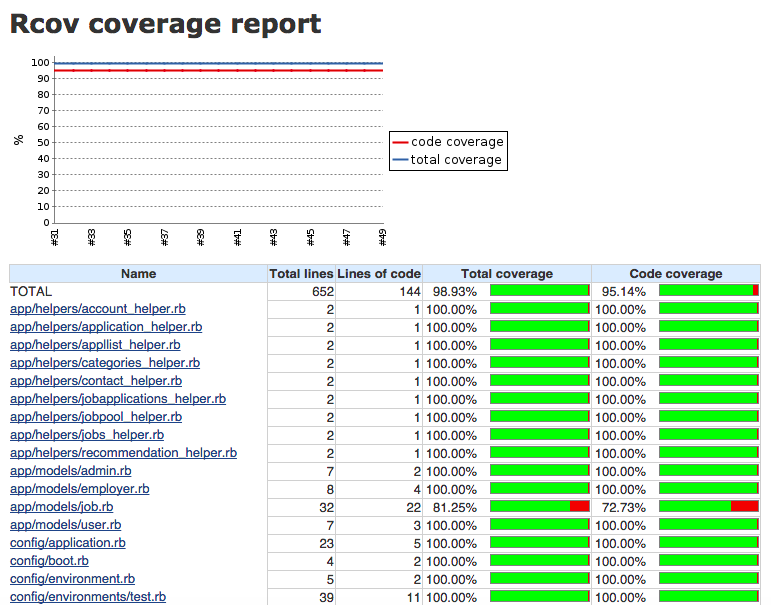 Rcov coverage report
100
90
80
70
60
50
40
30
20
10
0
%
#31 #33 #35 #37 #39 #41 #43 #45 #47 #49
code coverage
total coverage
Name Total lines Lines of code Total coverage Code coverage
TOTAL 652 144 98.93% 95.14%
app/helpers/account_helper.rb 2 1 100.00% 100.00%
app/helpers/application_helper.rb 2 1 100.00% 100.00%
app/helpers/appllist_helper.rb 2 1 100.00% 100.00%
app/helpers/categories_helper.rb 2 1 100.00% 100.00%
app/helpers/contact_helper.rb 2 1 100.00% 100.00%
app/helpers/jobapplications_helper.rb 2 1 100.00% 100.00%
app/helpers/jobpool_helper.rb 2 1 100.00% 100.00%
app/helpers/jobs_helper.rb 2 1 100.00% 100.00%
app/helpers/recommendation_helper.rb 2 1 100.00% 100.00%
app/models/admin.rb 7 2 100.00% 100.00%
app/models/employer.rb 8 4 100.00% 100.00%
app/models/job.rb 32 22 81.25% 72.73%
app/models/user.rb 7 3 100.00% 100.00%
config/application.rb 23 5 100.00% 100.00%
config/boot.rb 4 2 100.00% 100.00%
config/environment.rb 5 2 100.00% 100.00%
config/environments/test.rb 39 11 100.00% 100.00%